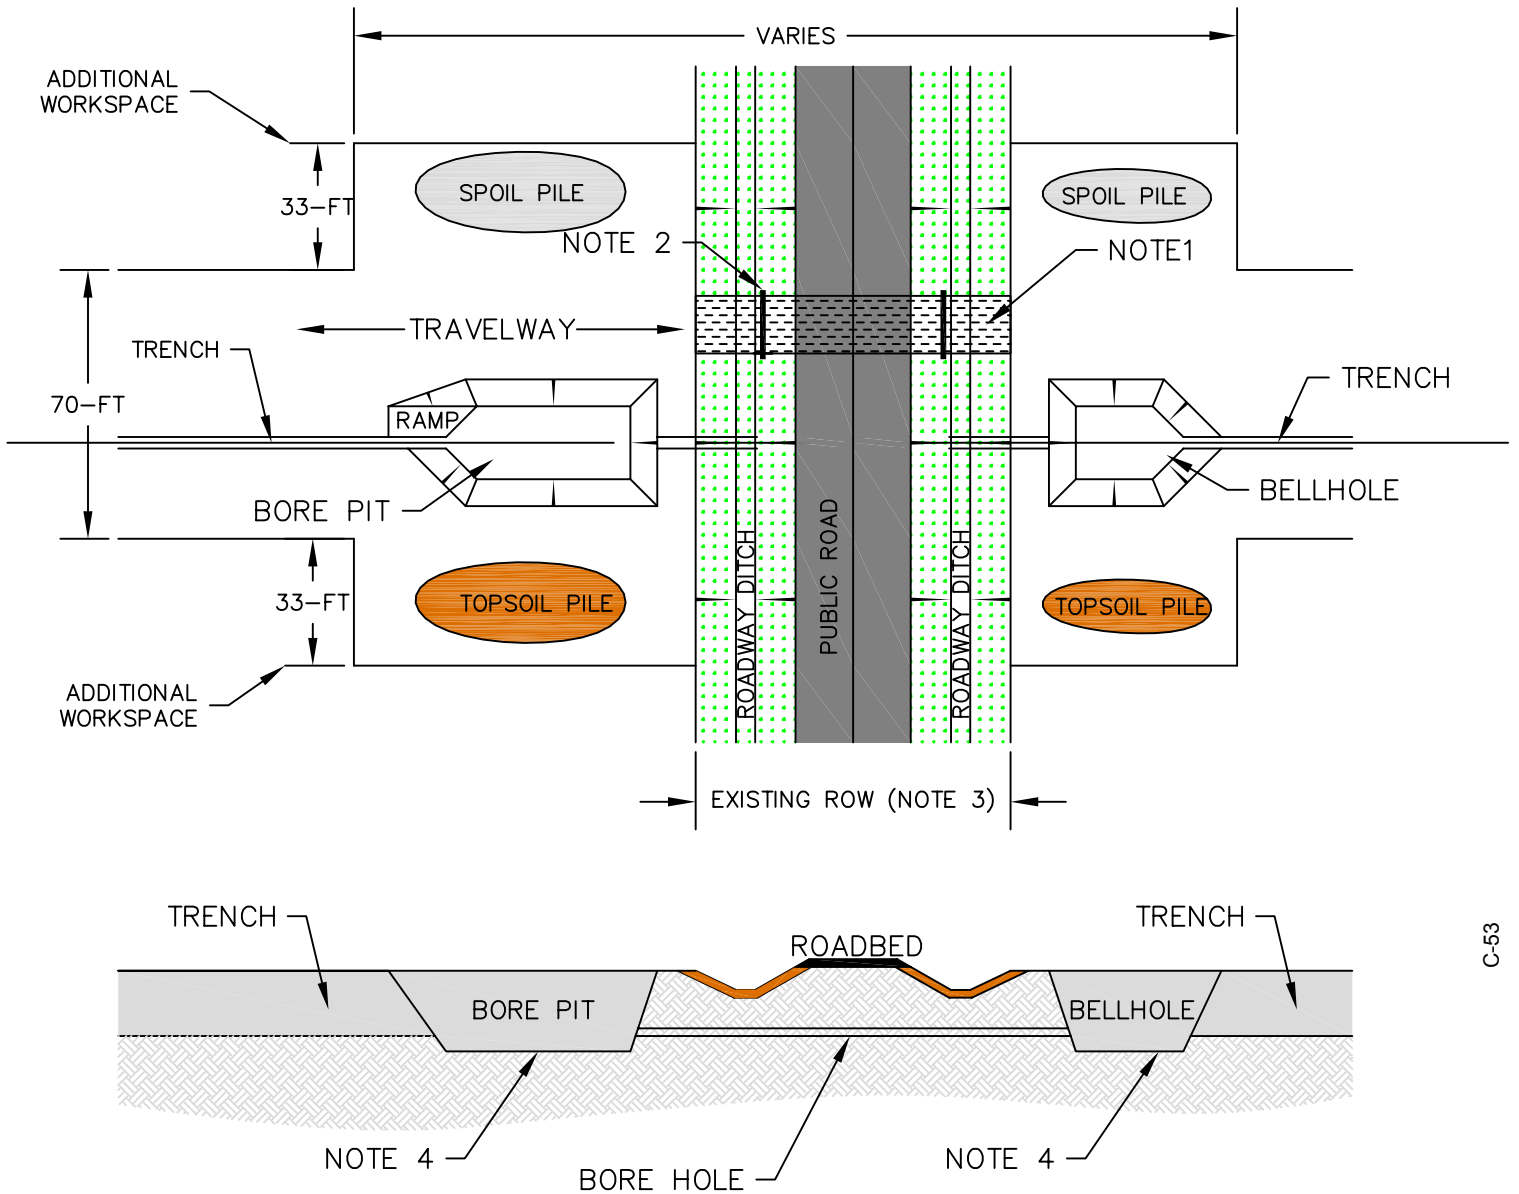 VARIES
ADDITIONAL
WORKSPACE
SPOIL PILE
SPOIL PILE
33-FT
NOTE 2
NOTE1
TRAVELWAY
TRENCH
TRENCH
70-FT
RAMP
BORE PIT
BELLHOLE
PUBLIC ROAD
ROADWAY DITCH
ROADWAY DITCH
33-FT
TOPSOIL PILE
TOPSOIL PILE
ADDITIONAL
WORKSPACE
EXISTING ROW (NOTE 3)
TRENCH
TRENCH
ROADBED
C-53
BORE PIT
BELLHOLE
NOTE 4
NOTE 4
BORE HOLE